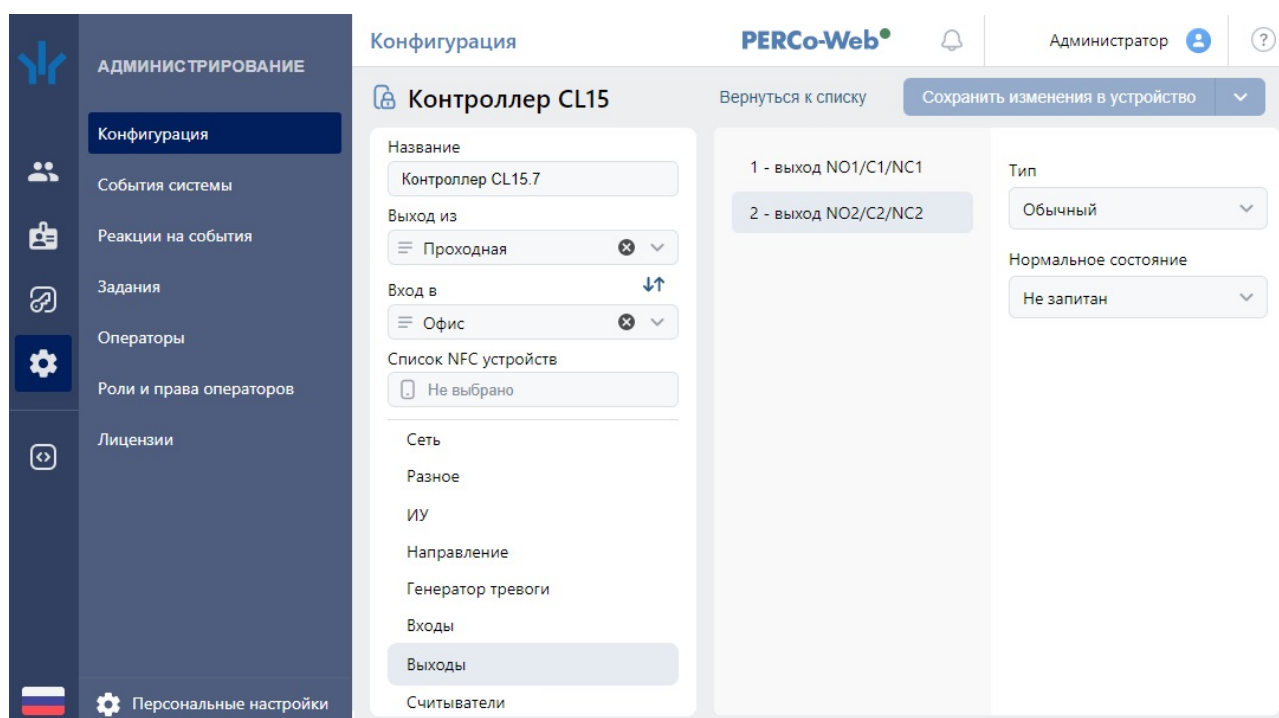 АДМИНИСТРИРОВАНИЕ
Конфигурация
События системы
Реакции на события
Задания
Операторы
Роли и права операторов
Лицензии
Персональные настройки
Конфигурация
PERCo-Web
Администратор
?
Контроллер CL15
Вернуться к списку
Сохранить изменения в устройство
Название
Контроллер CL15.7
Выход из
Проходная
Вход в
Офис
Список NFC устройств
Не выбрано
Сеть
Разное
ИУ
Направление
Генератор тревоги
Входы
Выходы
Считыватели
1 - выход NO1/C1/NC1
2 - выход NO2/C2/NC2
Тип
Обычный
Нормальное состояние
Не запитан